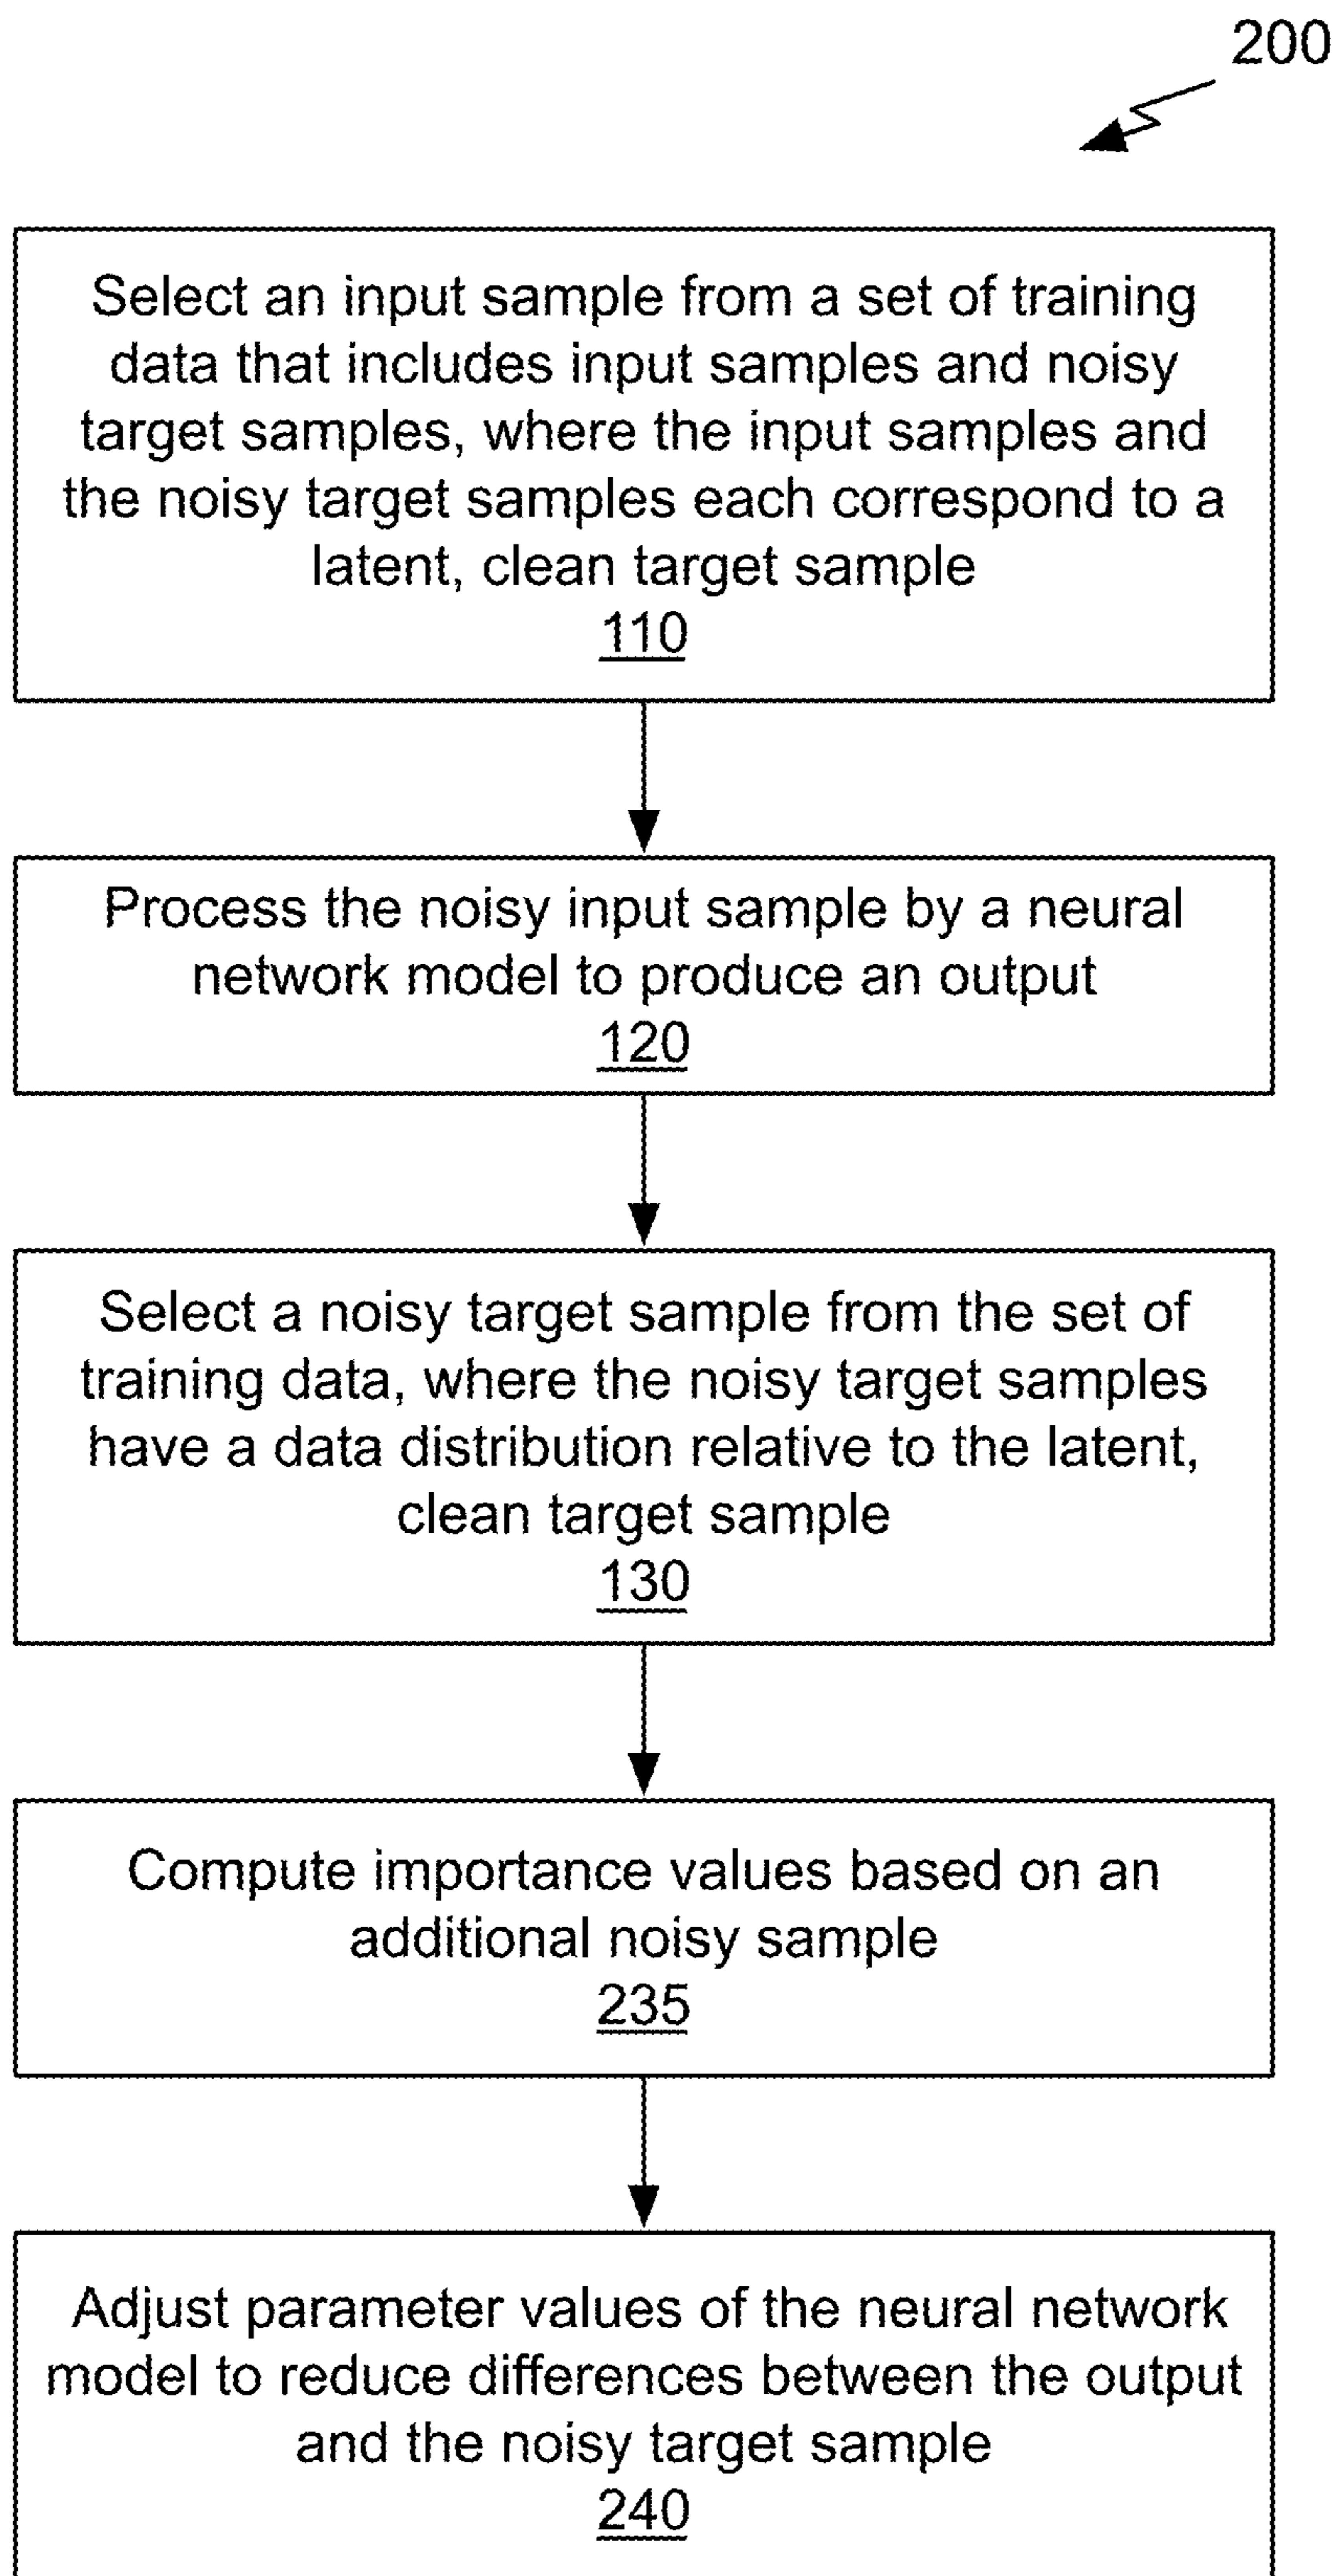 200
Select an input sample from a set of training
data that includes input samples and noisy
target samples, where the input samples and
the noisy target samples each correspond to a
latent, clean target sample
110
Process the noisy input sample by a neural
network model to produce an output
120
Select a noisy target sample from the set of
training data, where the noisy target samples
have a data distribution relative to the latent,
clean target sample
130
Compute importance values based on an
additional noisy sample
235
Adjust parameter values of the neural network
model to reduce differences between the output
and the noisy target sample
240